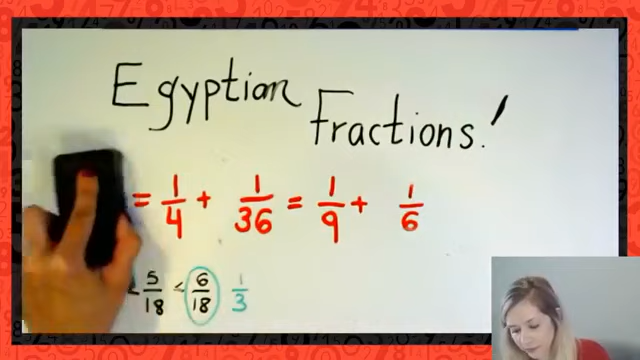 Egyptian
Fractions!
= 1/4 + 1/36 = 1/9 + 1/6
< 5/18 < 6/18 1/3